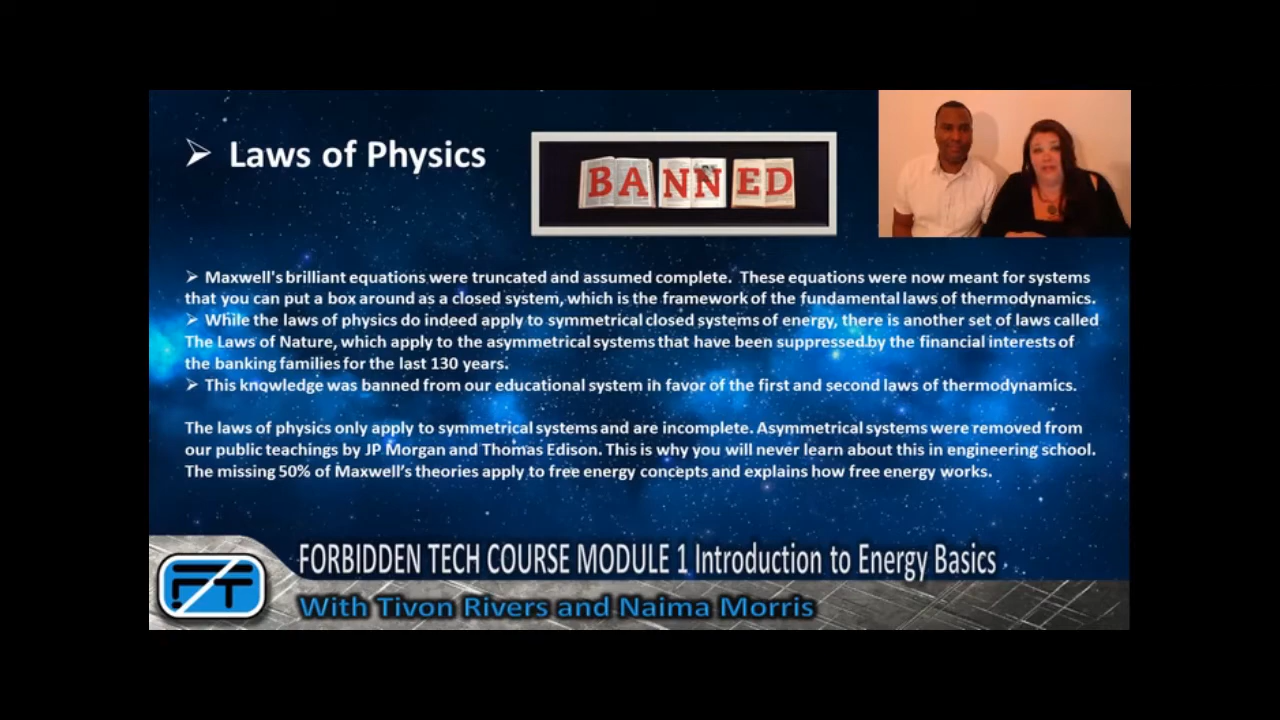 ➢ Laws of Physics
BANNED
➢ Maxwell's brilliant equations were truncated and assumed complete.  These equations were now meant for systems
that you can put a box around as a closed system, which is the framework of the fundamental laws of thermodynamics.
➢ While the laws of physics do indeed apply to symmetrical closed systems of energy, there is another set of laws called
The Laws of Nature, which apply to the asymmetrical systems that have been suppressed by the financial interests of
the banking families for the last 130 years.
➢ This knowledge was banned from our educational system in favor of the first and second laws of thermodynamics.
The laws of physics only apply to symmetrical systems and are incomplete. Asymmetrical systems were removed from
our public teachings by JP Morgan and Thomas Edison. This is why you will never learn about this in engineering school.
The missing 50% of Maxwell's theories apply to free energy concepts and explains how free energy works.
FORBIDDEN TECH COURSE MODULE 1 Introduction to Energy Basics
FT
With Tivon Rivers and Naima Morris